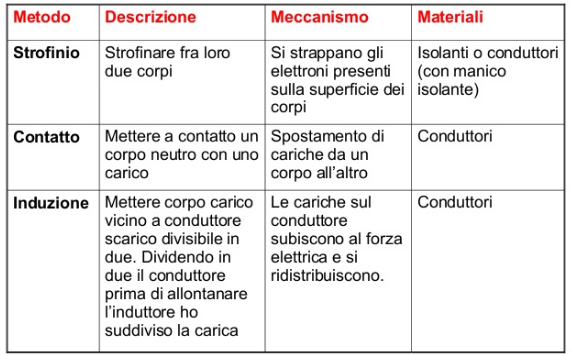 Metodo Descrizione Meccanismo Materiali
Strofinio Strofinare fra loro Si strappano gli Isolanti o conduttori
due corpi elettroni presenti (con manico
sulla superficie dei isolante)
corpi
Contatto Mettere a contatto un Spostamento di Conduttori
corpo neutro con uno cariche da un
carico corpo all'altro
Induzione Mettere corpo carico Le cariche sul Conduttori
vicino a conduttore conduttore
scarico divisibile in subiscono al forza
due. Dividendo in elettrica e si
due il conduttore ridistribuiscono.
prima di allontanare
l'induttore ho
suddiviso la carica